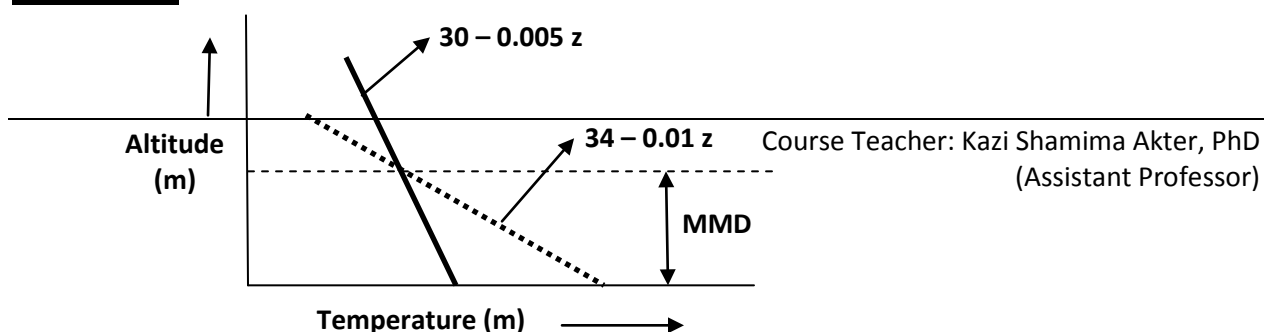 30 – 0.005 z
Altitude
(m)
34 – 0.01 z
Course Teacher: Kazi Shamima Akter, PhD
(Assistant Professor)
MMD
Temperature (m)